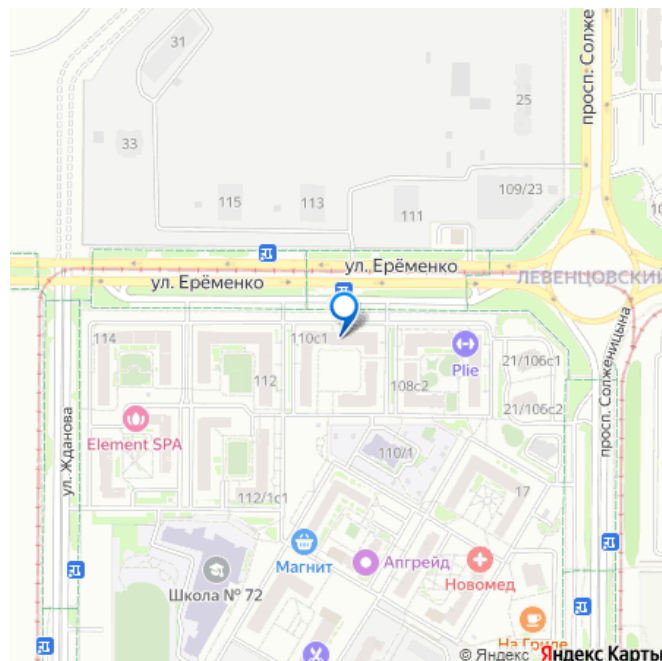 31
просп. Солже
25
33
115
113
111
109/23
10
ул. Ерёменко
ул. Ерёменко
ЛЕВЕНЦОВСКИЙ
114
110с1
112
108с2
Plie
21/106с1
21/106с2
просп. Солженицына
ул. Жданова
Element SPA
110/1
112/1с1
17
Магнит
Апгрейд
Новомед
Школа № 72
На Гриле
© Яндекс Яндекс Карты